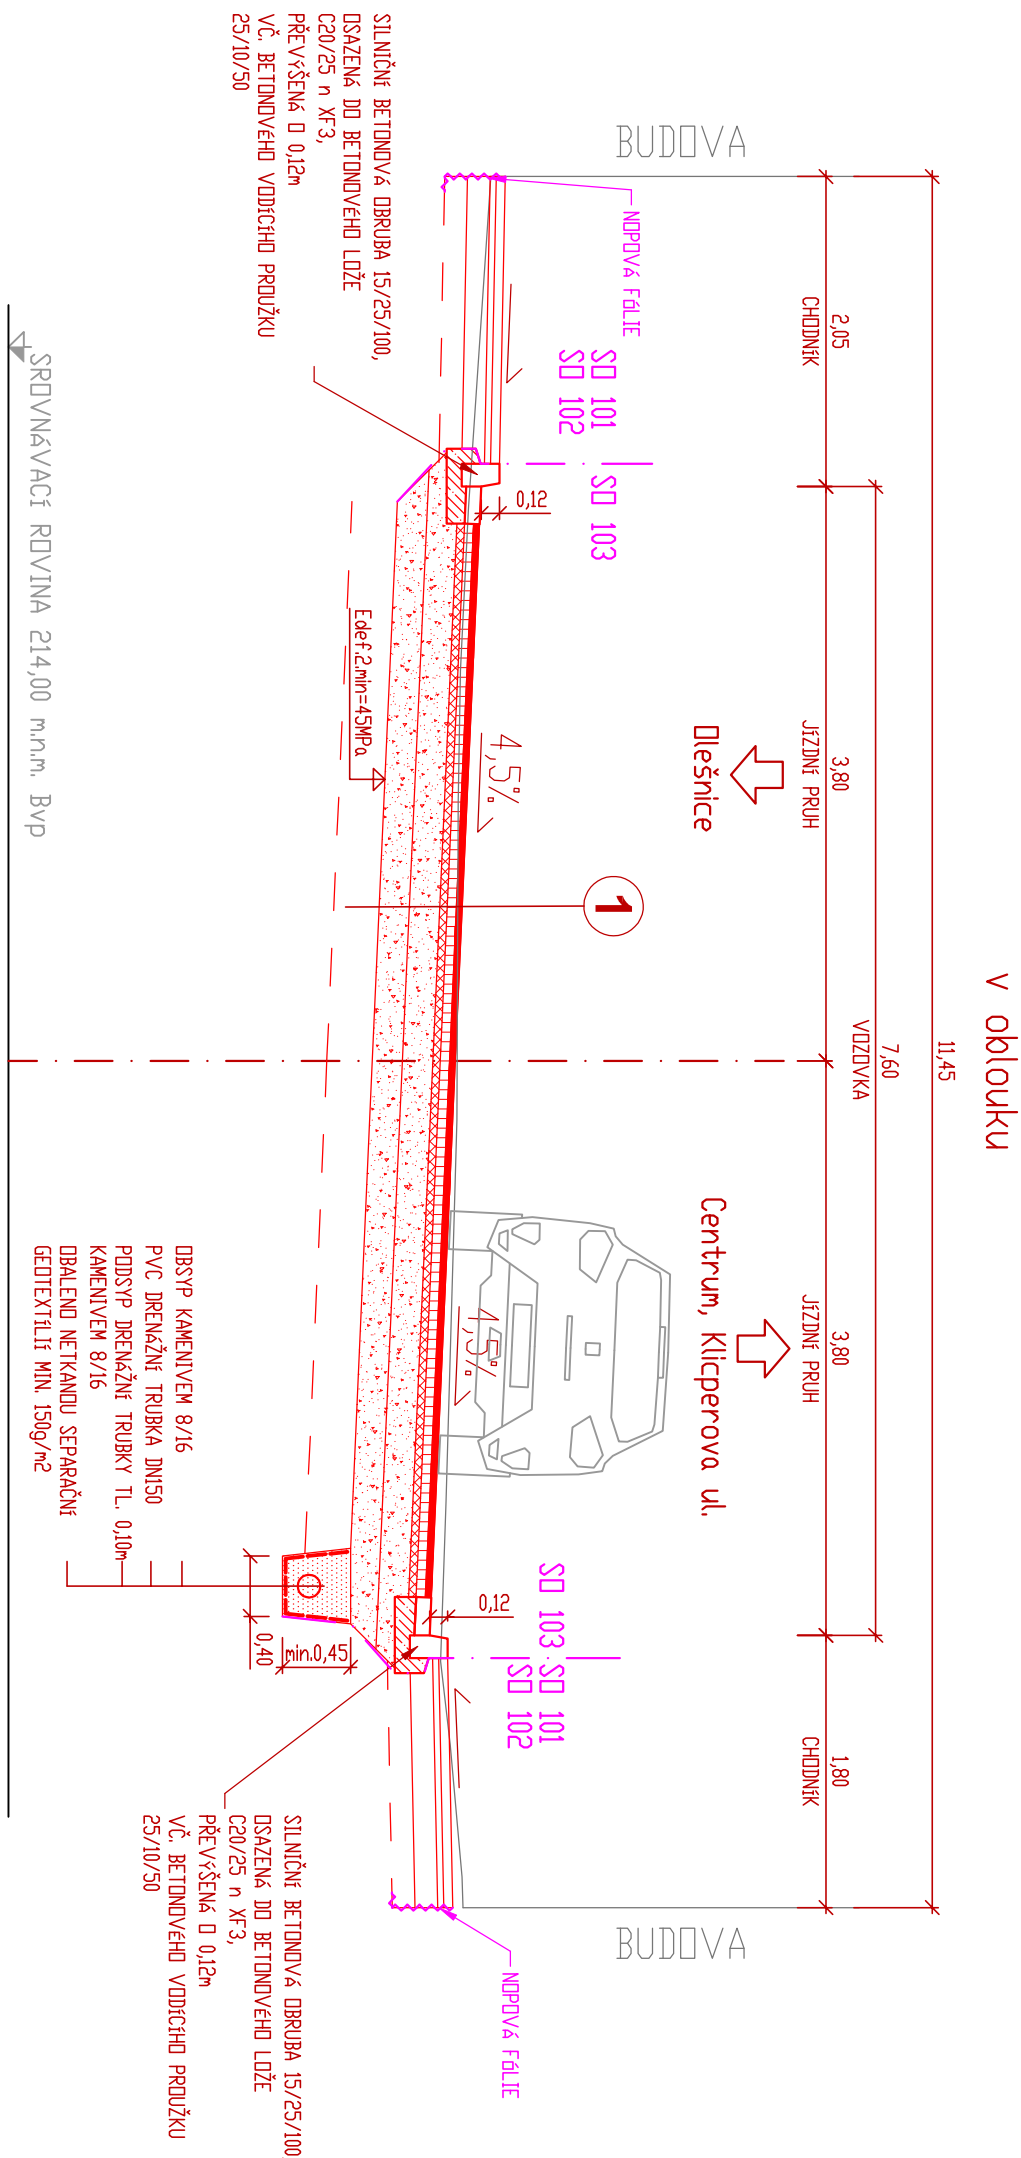 v oblouku
11,45
7,60
VOZOVKA
2,05
CHODNÍK
3,80
JÍZDNÍ PRUH
3,80
JÍZDNÍ PRUH
1,80
CHODNÍK
BUDOVA
BUDOVA
Olešnice
Centrum, Klicperova ul.
NOPOVÁ FÓLIE
SO 101
SO 102
SO 103
0,12
1
4,5%
4,5%
0,12
SO 103
SO 101
SO 102
NOPOVÁ FÓLIE
SILNIČNÍ BETONOVÁ OBRUBA 15/25/100,
OSAZENÁ DO BETONOVÉHO LOŽE
C20/25 n XF3,
PŘEVÝŠENÁ O 0,12m
VČ. BETONOVÉHO VODÍCÍHO PROUŽKU
25/10/50
Edef.2.min=45MPa
OBSYP KAMENIVEM 8/16
PVC DRENÁŽNÍ TRUBKA DN150
PODSYP DRENÁŽNÍ TRUBKY TL. 0,10m
KAMENIVEM 8/16
OBALENO NETKANOU SEPARAČNÍ
GEOTEXTÍLIÍ MIN. 150g/m2
min.0,45
0,40
SILNIČNÍ BETONOVÁ OBRUBA 15/25/100,
OSAZENÁ DO BETONOVÉHO LOŽE
C20/25 n XF3,
PŘEVÝŠENÁ O 0,12m
VČ. BETONOVÉHO VODÍCÍHO PROUŽKU
25/10/50
SROVNÁVACÍ ROVINA 214,00 m.n.m. Bvp